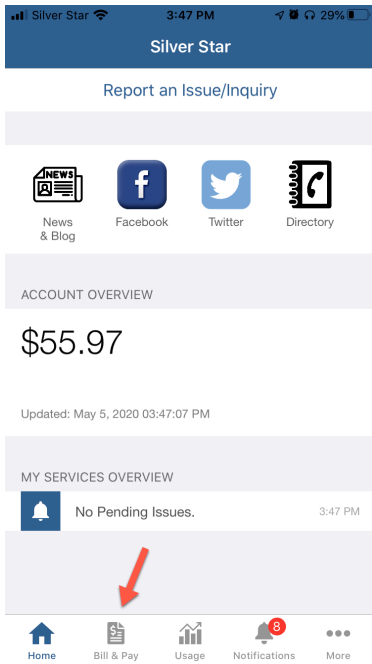 Silver Star 3:47 PM 29%
Silver Star
Report an Issue/Inquiry
NEWS
News
& Blog
Facebook
Twitter
Directory
ACCOUNT OVERVIEW
$55.97
Updated: May 5, 2020 03:47:07 PM
MY SERVICES OVERVIEW
No Pending Issues. 3:47 PM
8
Home Bill & Pay Usage Notifications More